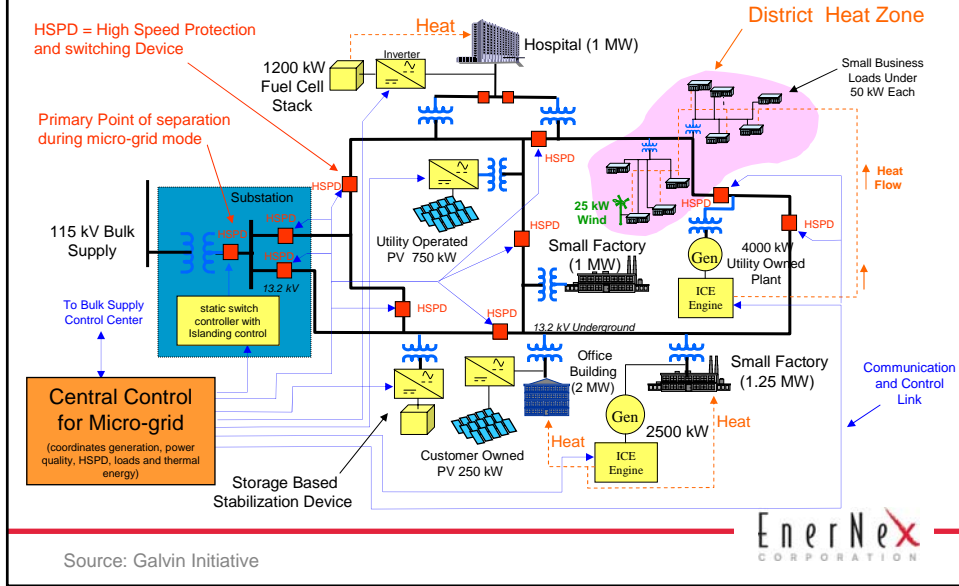 HSPD = High Speed Protection
and switching Device
Heat
Hospital (1 MW)
Inverter
1200 kW
Fuel Cell
Stack
District Heat Zone
Small Business
Loads Under
50 kW Each
Primary Point of separation
during micro-grid mode
HSPD
HSPD
HSPD
Heat
Flow
Substation
HSPD
HSPD
HSPD
13.2 kV
115 kV Bulk
Supply
Utility Operated
PV 750 kW
HSPD
25 kW
Wind
Small Factory
(1 MW)
Gen
ICE
Engine
4000 kW
Utility Owned
Plant
HSPD
To Bulk Supply
Control Center
static switch
controller with
Islanding control
HSPD
HSPD
13.2 kV Underground
Central Control
for Micro-grid
(coordinates generation, power
quality, HSPD, loads and thermal
energy)
Storage Based
Stabilization Device
Customer Owned
PV 250 kW
Office
Building
(2 MW)
Heat
Gen
2500 kW
ICE
Engine
Small Factory
(1.25 MW)
Heat
Communication
and Control
Link
Source: Galvin Initiative
EnerNex
CORPORATION